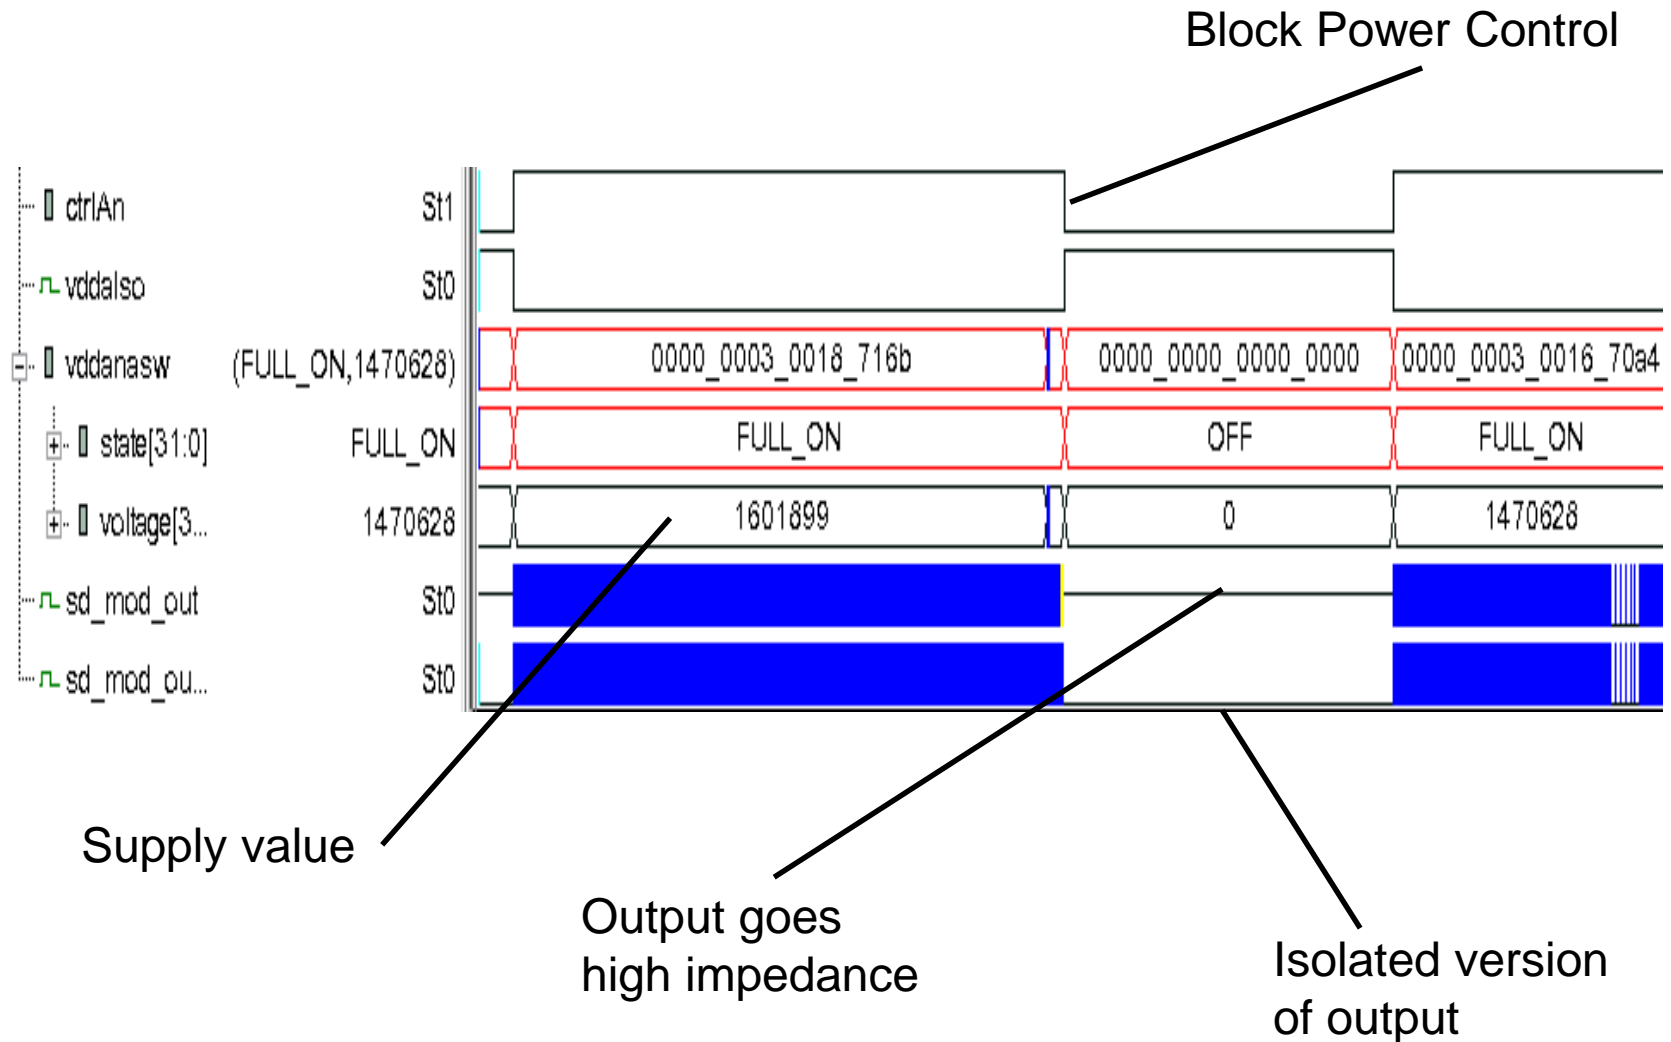 Block Power Control
ctrlAn St1
vddaIso St0
vddanasw (FULL_ON,1470628) 0000_0003_0018_716b 0000_0000_0000_0000 0000_0003_0016_70a4
state[31:0] FULL_ON FULL_ON OFF FULL_ON
voltage[3... 1470628 1601899 0 1470628
sd_mod_out St0
sd_mod_ou... St0
Supply value
Output goes
high impedance
Isolated version
of output